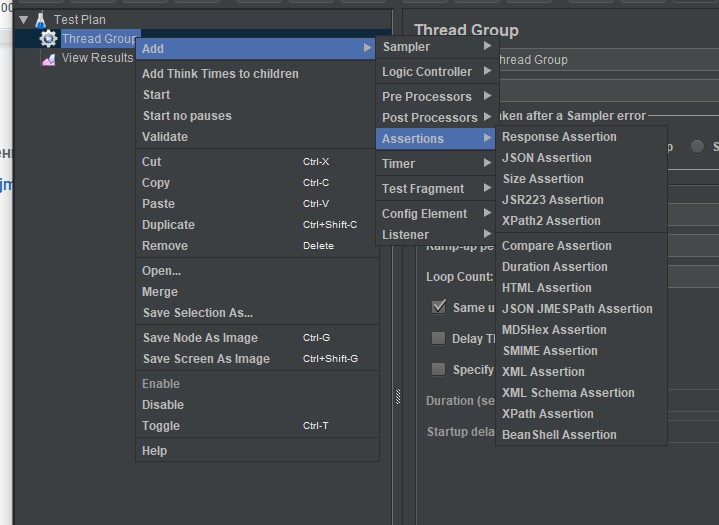 00
Test Plan
Thread Group
View Results
ен
jm
Add
Add Think Times to children
Start
Start no pauses
Validate
Cut Ctrl-X
Copy Ctrl-C
Paste Ctrl-V
Duplicate Ctrl+Shift-C
Remove Delete
Open...
Merge
Save Selection As...
Save Node As Image Ctrl-G
Save Screen As Image Ctrl+Shift-G
Enable
Disable
Toggle Ctrl-T
Help
Sampler
Logic Controller
Pre Processors
Post Processors
Assertions
Timer
Test Fragment
Config Element
Listener
Response Assertion
JSON Assertion
Size Assertion
JSR223 Assertion
XPath2 Assertion
Compare Assertion
Duration Assertion
HTML Assertion
JSON JMESPath Assertion
MD5Hex Assertion
SMIME Assertion
XML Assertion
XML Schema Assertion
XPath Assertion
BeanShell Assertion
Thread Group
hread Group
ken after a Sampler error
p S
Ramp-up pe
Loop Count:
Same u
Delay Th
Specify
Duration (se
Startup dela